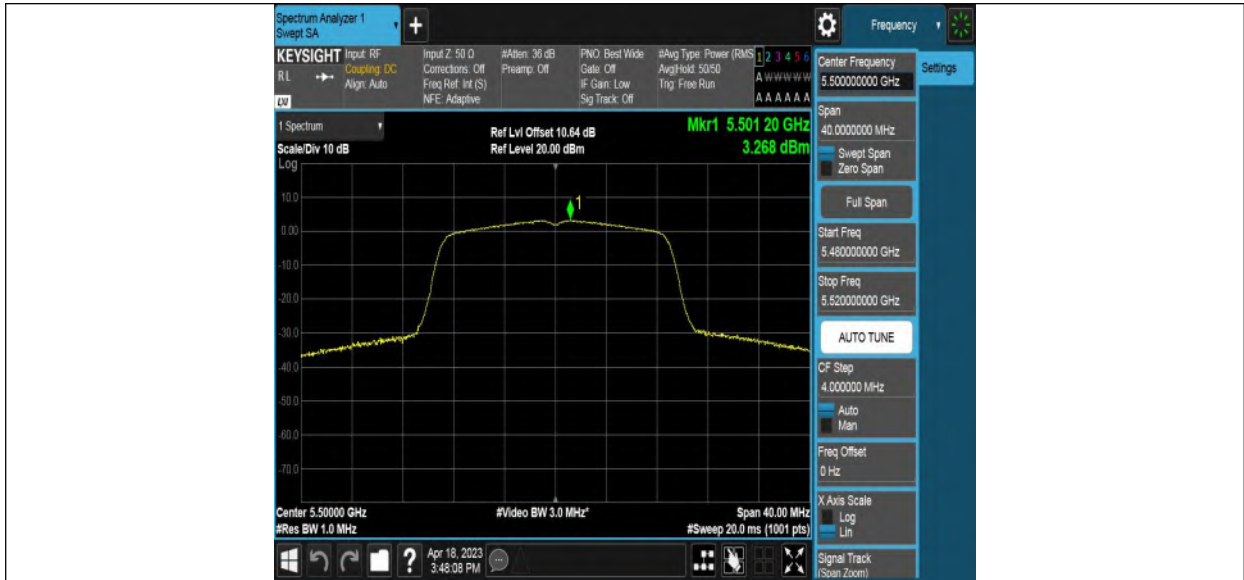 Spectrum Analyzer 1
Swept SA
+
Frequency
KEYSIGHT
R L
LXI
Input: RF
Coupling: DC
Align: Auto
Input Z: 50 Ω
Corrections: Off
Freq Ref: Int (S)
NFE: Adaptive
#Atten: 36 dB
Preamp: Off
PNO: Best Wide
Gate: Off
IF Gain: Low
Sig Track: Off
#Avg Type: Power (RMS
Avg|Hold: 50/50
Trig: Free Run
1 2 3 4 5 6
A W W W W W
A A A A A A
1 Spectrum
Scale/Div 10 dB
Log
Ref Lvl Offset 10.64 dB
Ref Level 20.00 dBm
Mkr1 5.501 20 GHz
3.268 dBm
1
10.0
0.00
-10.0
-20.0
-30.0
-40.0
-50.0
-60.0
-70.0
Center 5.50000 GHz
#Res BW 1.0 MHz
#Video BW 3.0 MHz*
Span 40.00 MHz
#Sweep 20.0 ms (1001 pts)
?
Apr 18, 2023
3:48:08 PM
Center Frequency
5.500000000 GHz
Settings
Span
40.0000000 MHz
Swept Span
Zero Span
Full Span
Start Freq
5.480000000 GHz
Stop Freq
5.520000000 GHz
AUTO TUNE
CF Step
4.000000 MHz
Auto
Man
Freq Offset
0 Hz
X Axis Scale
Log
Lin
Signal Track
(Span Zoom)